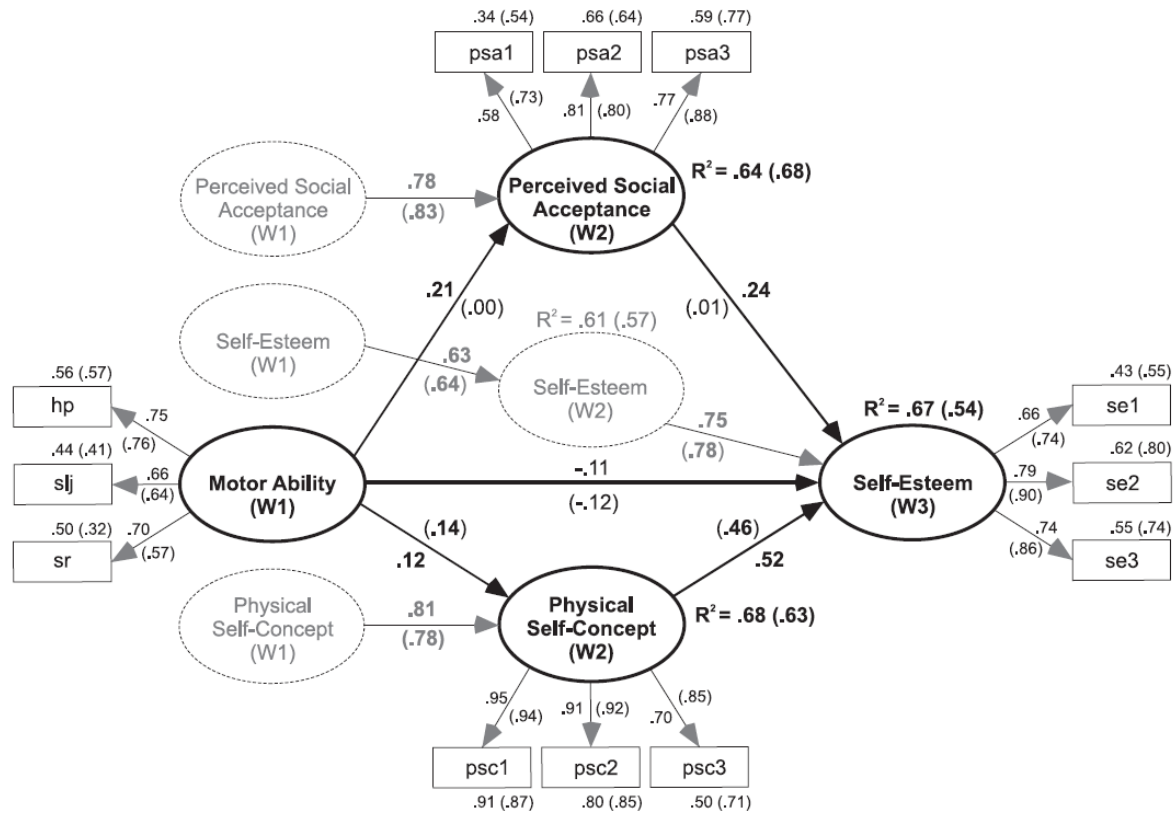 .34 (.54) .66 (.64) .59 (.77)
psa1 psa2 psa3
.58 (.73) .81 (.80) .77 (.88)
Perceived Social
Acceptance
(W1)
.78
(.83)
Perceived Social
Acceptance
(W2)
R² = .64 (.68)
.21
(.00)
.24
(.01)
Self-Esteem
(W1)
.63
(.64)
R² = .61 (.57)
Self-Esteem
(W2)
.75
(.78)
.56 (.57)
hp
.75
(.76)
.44 (.41)
slj
.66
(.64)
.50 (.32)
sr
.70
(.57)
Motor Ability
(W1)
-.11
(-.12)
R² = .67 (.54)
Self-Esteem
(W3)
.43 (.55)
se1
.66
(.74)
.62 (.80)
se2
.79
(.90)
.55 (.74)
se3
.74
(.86)
(.14)
.12
(.46)
.52
Physical
Self-Concept
(W1)
.81
(.78)
Physical
Self-Concept
(W2)
R² = .68 (.63)
.95 (.94) .91 (.92) .70 (.85)
psc1 psc2 psc3
.91 (.87) .80 (.85) .50 (.71)